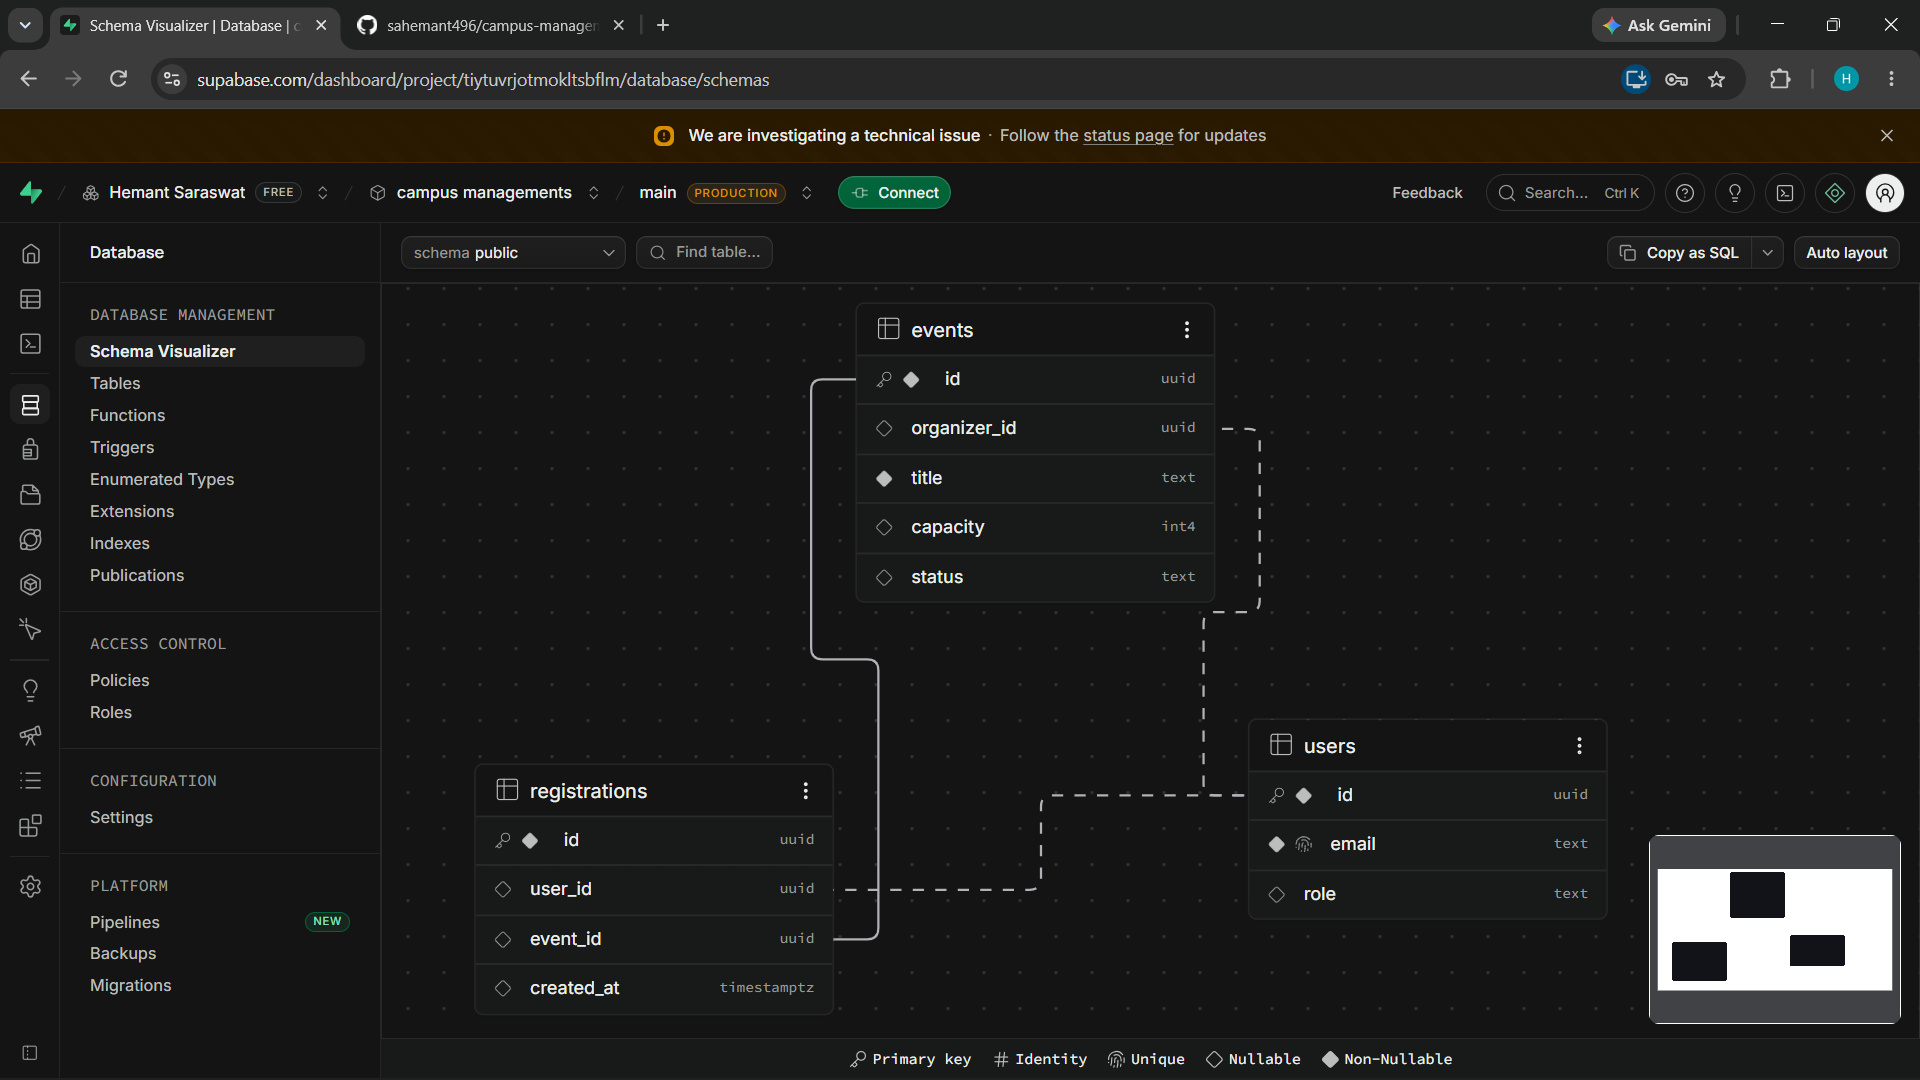 Schema Visualizer | Database | c
sahemant496/campus-managem
Ask Gemini
supabase.com/dashboard/project/tiytuvrjotmokltsbflm/database/schemas
H
We are investigating a technical issue · Follow the status page for updates
/ Hemant Saraswat FREE / campus managements / main PRODUCTION Connect
Feedback
Search... Ctrl K
Database
schema public
Find table...
Copy as SQL
Auto layout
DATABASE MANAGEMENT
Schema Visualizer
Tables
Functions
Triggers
Enumerated Types
Extensions
Indexes
Publications
ACCESS CONTROL
Policies
Roles
CONFIGURATION
Settings
PLATFORM
Pipelines NEW
Backups
Migrations
events
id uuid
organizer_id uuid
title text
capacity int4
status text
registrations
id uuid
user_id uuid
event_id uuid
created_at timestamptz
users
id uuid
email text
role text
Primary key # Identity Unique Nullable Non-Nullable